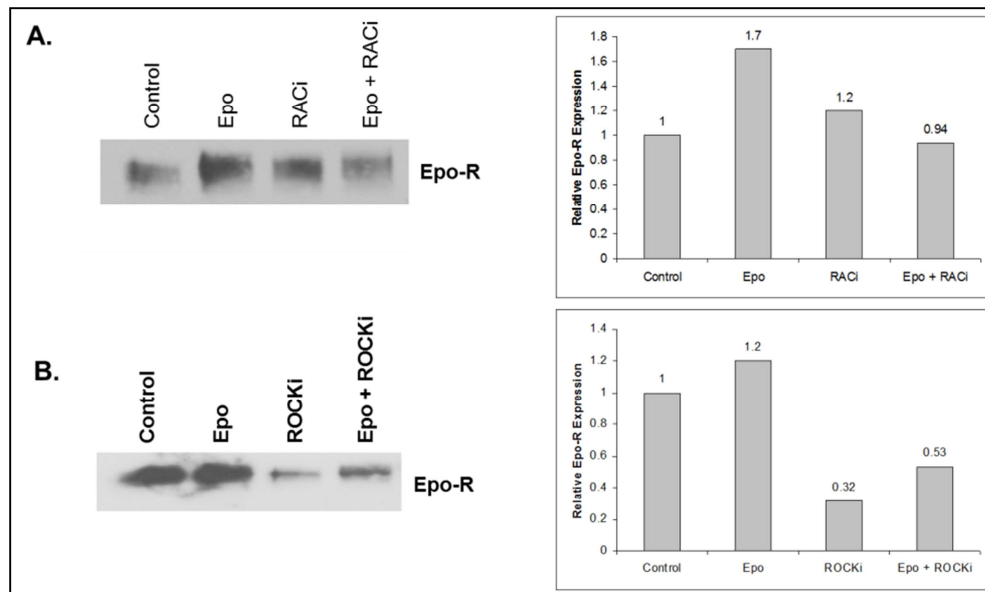 A.
Control
Epo
RACi
Epo + RACi
Epo-R
Relative Epo-R Expression
1.8
1.6
1.4
1.2
1
0.8
0.6
0.4
0.2
0
1
1.7
1.2
0.94
Control
Epo
RACi
Epo + RACi
B.
Control
Epo
ROCKi
Epo + ROCKi
Epo-R
Relative Epo-R Expression
1.4
1.2
1
0.8
0.6
0.4
0.2
0
1
1.2
0.32
0.53
Control
Epo
ROCKi
Epo + ROCKi